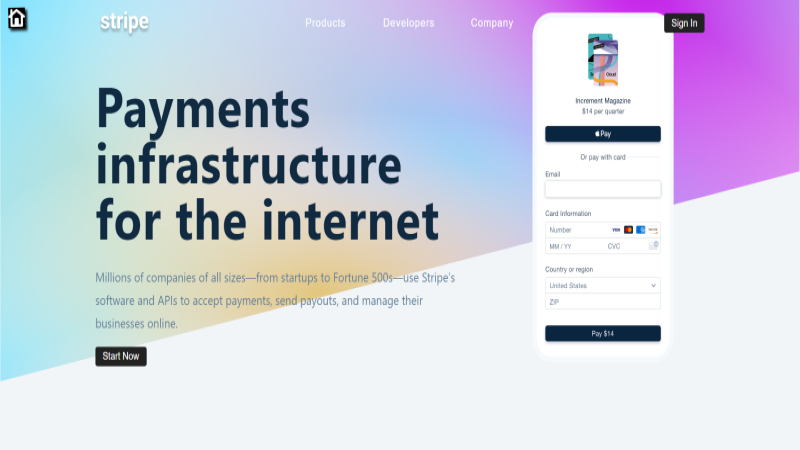 stripe
Products
Developers
Company
Sign In
Payments
infrastructure
for the internet
Millions of companies of all sizes—from startups to Fortune 500s—use Stripe's
software and APIs to accept payments, send payouts, and manage their
businesses online.
Start Now
Cloud
Increment Magazine
$14 per quarter
Pay
Or pay with card
Email
Card Information
Number
VISA
MM / YY
CVC
Country or region
United States
ZIP
Pay $14